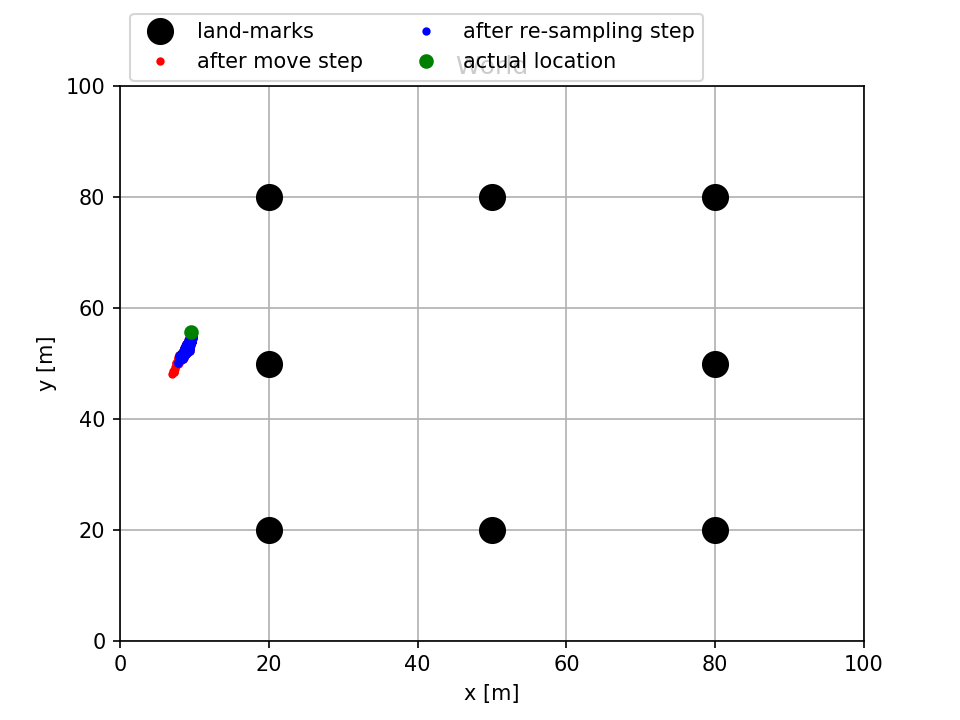 land-marks
after move step
after re-sampling step
actual location
World
100
80
60
40
20
0
y [m]
0 20 40 60 80 100
x [m]